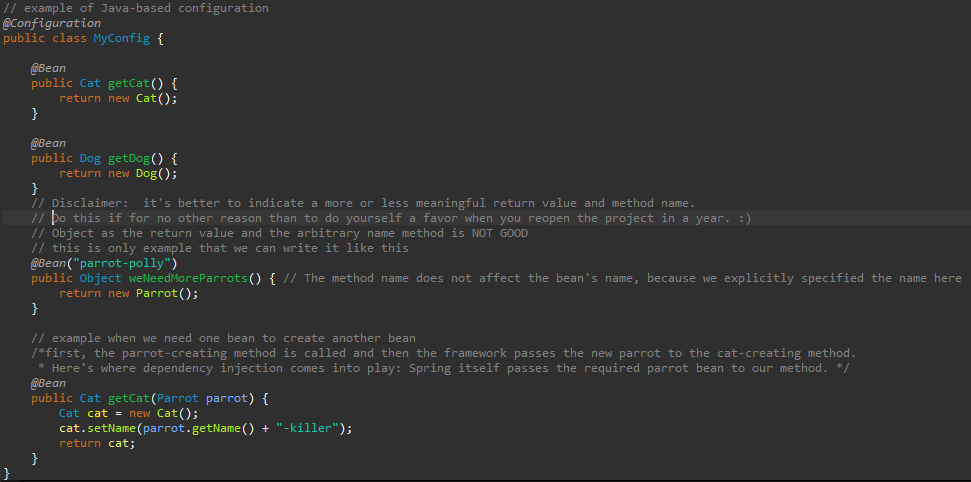 // example of Java-based configuration
@Configuration
public class MyConfig {
@Bean
public Cat getCat() {
return new Cat();
}
@Bean
public Dog getDog() {
return new Dog();
}
// Disclaimer:  it's better to indicate a more or less meaningful return value and method name.
// Do this if for no other reason than to do yourself a favor when you reopen the project in a year. :)
// Object as the return value and the arbitrary name method is NOT GOOD
// this is only example that we can write it like this
@Bean("parrot-polly")
public Object weNeedMoreParrots() { // The method name does not affect the bean's name, because we explicitly specified the name here
return new Parrot();
}
// example when we need one bean to create another bean
/*first, the parrot-creating method is called and then the framework passes the new parrot to the cat-creating method.
* Here's where dependency injection comes into play: Spring itself passes the required parrot bean to our method. */
@Bean
public Cat getCat(Parrot parrot) {
Cat cat = new Cat();
cat.setName(parrot.getName() + "-killer");
return cat;
}
}